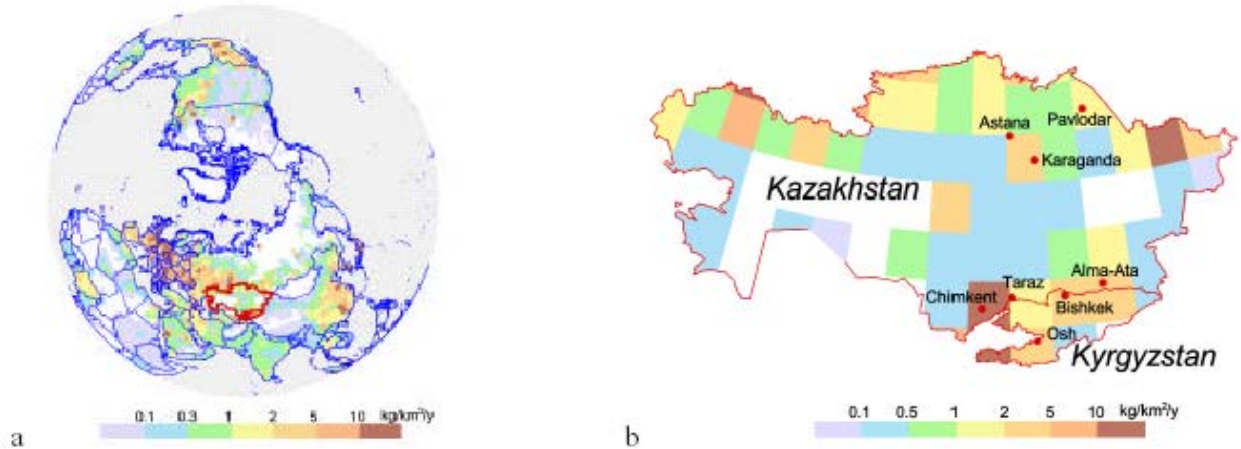 0.1 0.3 1 2 5 10 kg/km²/y
a
Astana
Pavlodar
Karaganda
Kazakhstan
Alma-Ata
Taraz
Chimkent
Bishkek
Osh
Kyrgyzstan
0.1 0.5 1 2 5 10 kg/km²/y
b